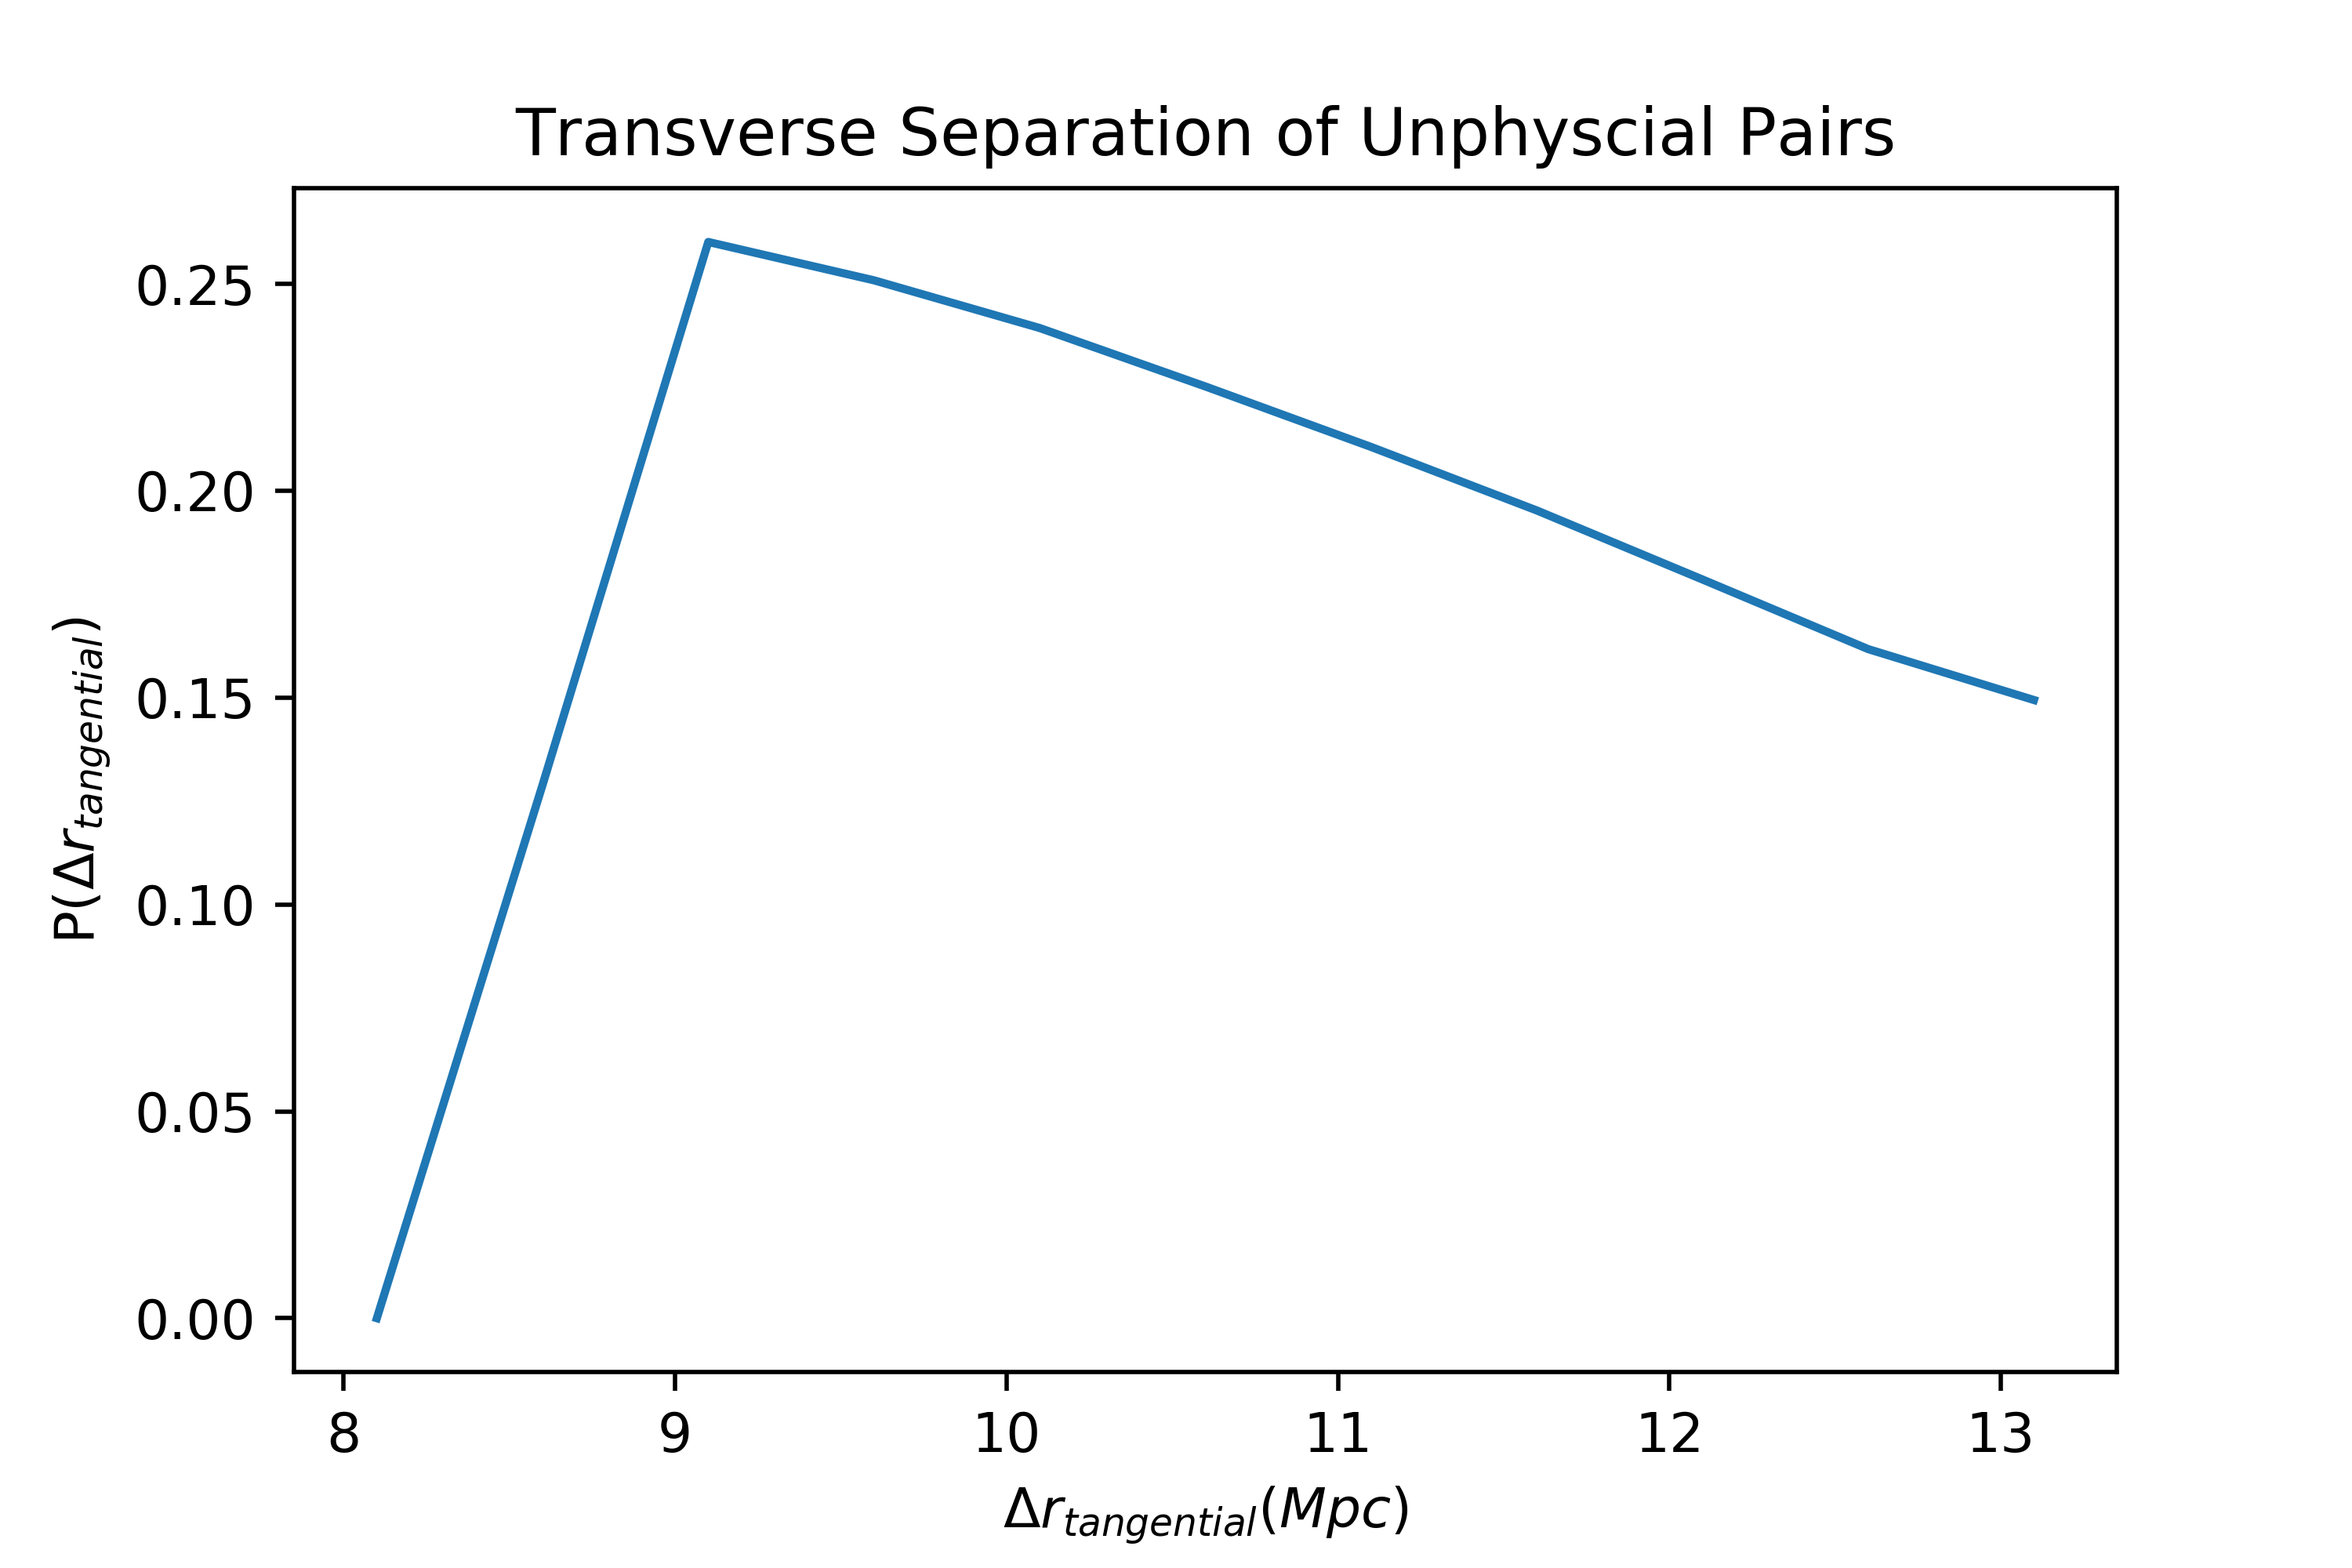 Transverse Separation of Unphyscial Pairs
P(Δr_tangential)
0.25
0.20
0.15
0.10
0.05
0.00
8 9 10 11 12 13
Δr_tangential(Mpc)